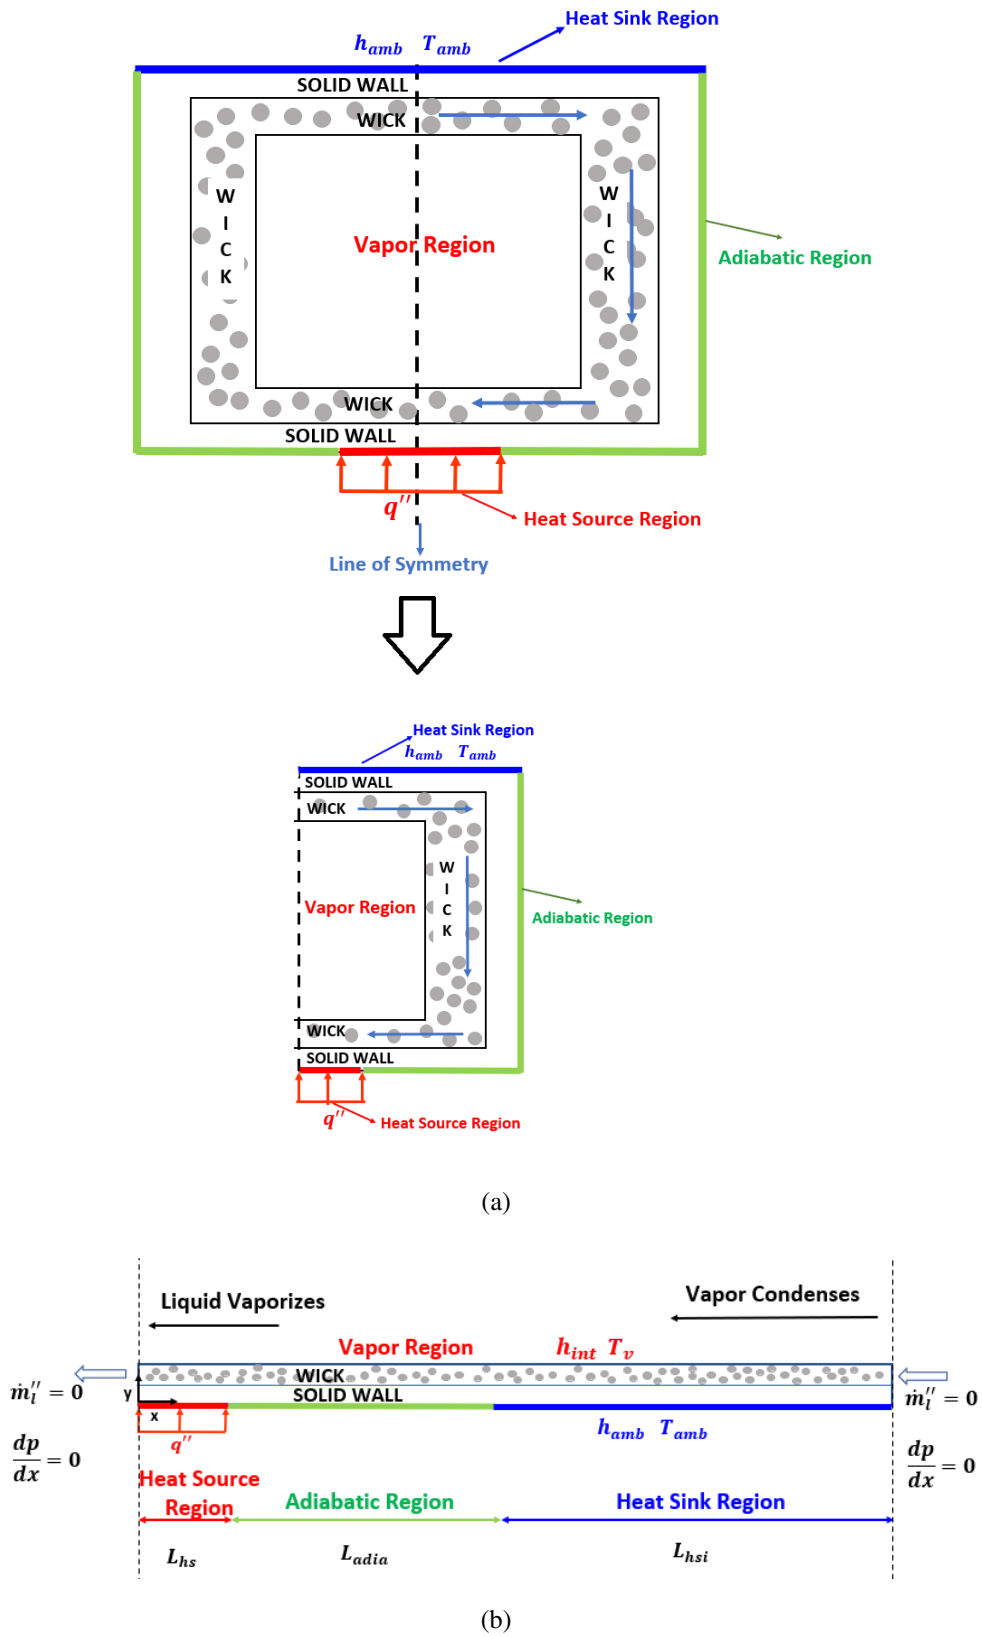 Heat Sink Region
h_amb T_amb
SOLID WALL
WICK
W
I
C
K
W
I
C
K
Vapor Region
Adiabatic Region
WICK
SOLID WALL
q′′
Heat Source Region
Line of Symmetry
Heat Sink Region
h_amb T_amb
SOLID WALL
WICK
W
I
C
K
Vapor Region
Adiabatic Region
WICK
SOLID WALL
q′′
Heat Source Region
(a)
Liquid Vaporizes
Vapor Condenses
Vapor Region
h_int T_v
WICK
SOLID WALL
y
x
ṁ_l′′ = 0
ṁ_l′′ = 0
q′′
h_amb T_amb
dp/dx = 0
dp/dx = 0
Heat Source
Region
Adiabatic Region
Heat Sink Region
L_hs
L_adia
L_hsi
(b)